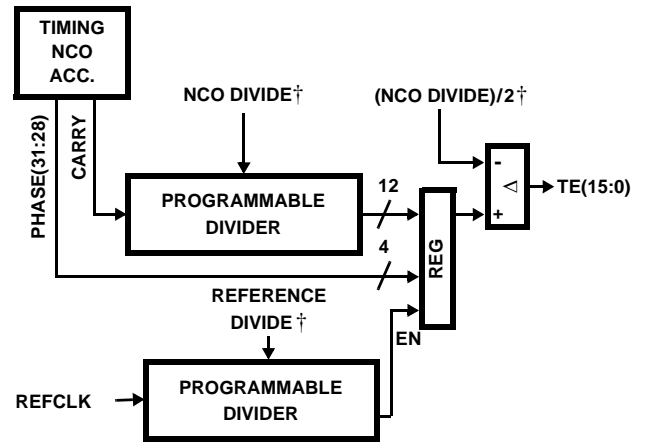 TIMING
NCO
ACC.
NCO DIVIDE†
(NCO DIVIDE)/2†
PHASE(31:28)
CARRY
-
+
◁
TE(15:0)
PROGRAMMABLE
DIVIDER
12
4
REG
REFERENCE
DIVIDE†
EN
REFCLK
PROGRAMMABLE
DIVIDER